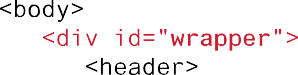 <body>
<div id="wrapper">
<header>